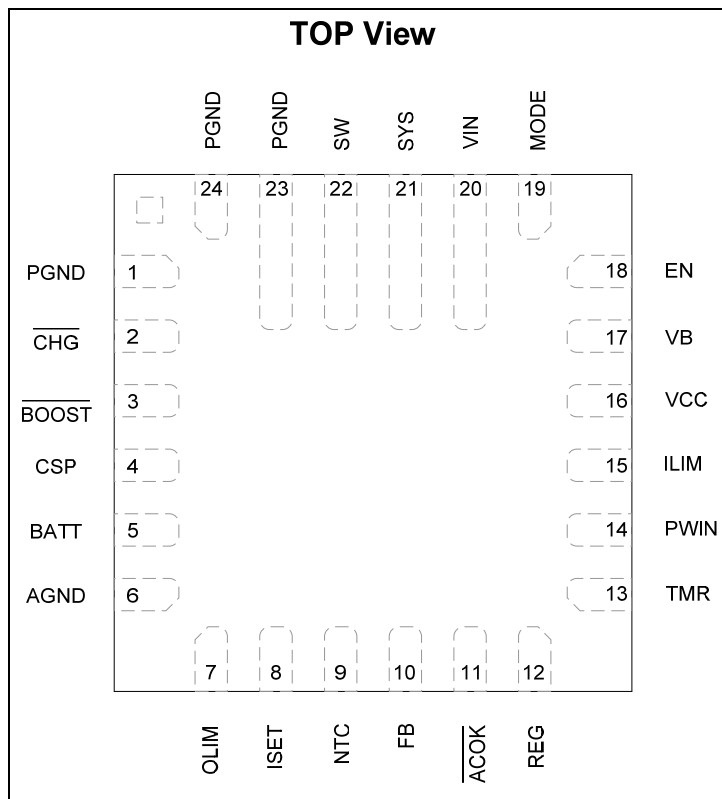 TOP View
PGND
PGND
SW
SYS
VIN
MODE
24
23
22
21
20
19
PGND 1
18 EN
CHG 2
17 VB
BOOST 3
16 VCC
CSP 4
15 ILIM
BATT 5
14 PWIN
AGND 6
13 TMR
7
8
9
10
11
12
OLIM
ISET
NTC
FB
ACOK
REG